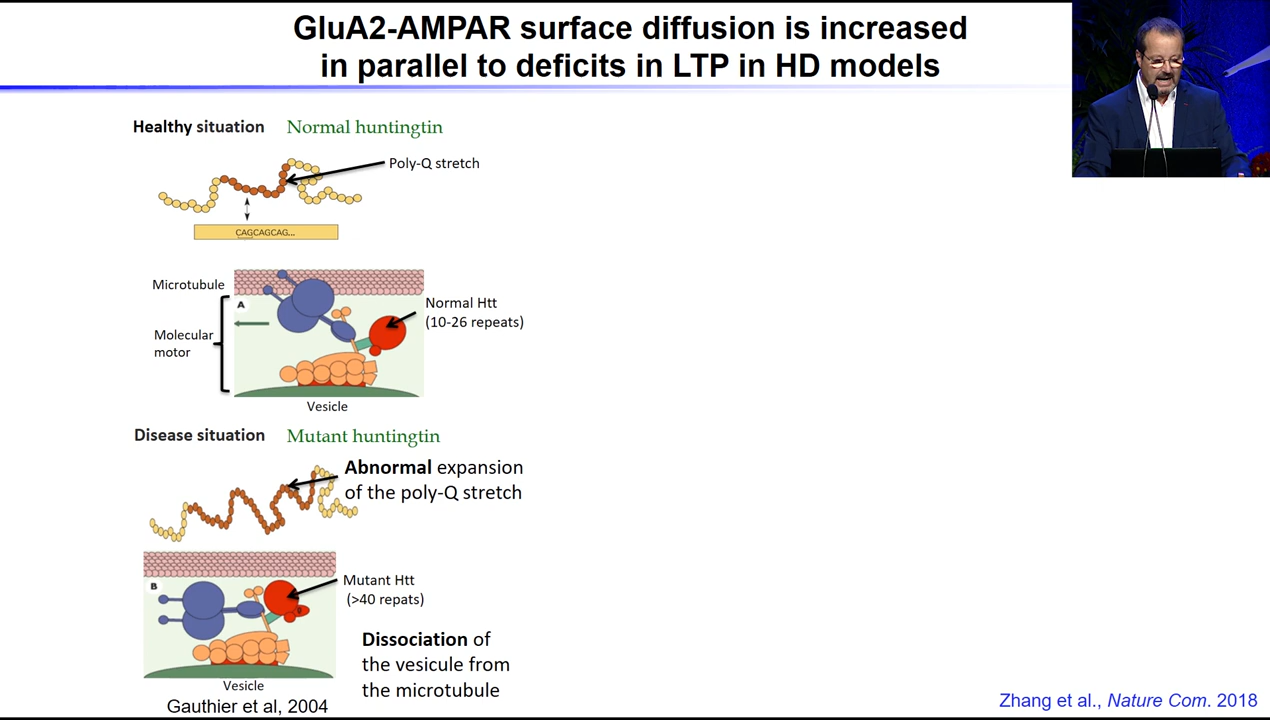 GluA2-AMPAR surface diffusion is increased
in parallel to deficits in LTP in HD models
Healthy situation Normal huntingtin
Poly-Q stretch
CAGCAGCAG...
Microtubule
A
Normal Htt
(10-26 repeats)
Molecular
motor
Vesicle
Disease situation Mutant huntingtin
Abnormal expansion
of the poly-Q stretch
B
Mutant Htt
(>40 repats)
Dissociation of
the vesicule from
the microtubule
Vesicle
Gauthier et al, 2004
Zhang et al., Nature Com. 2018